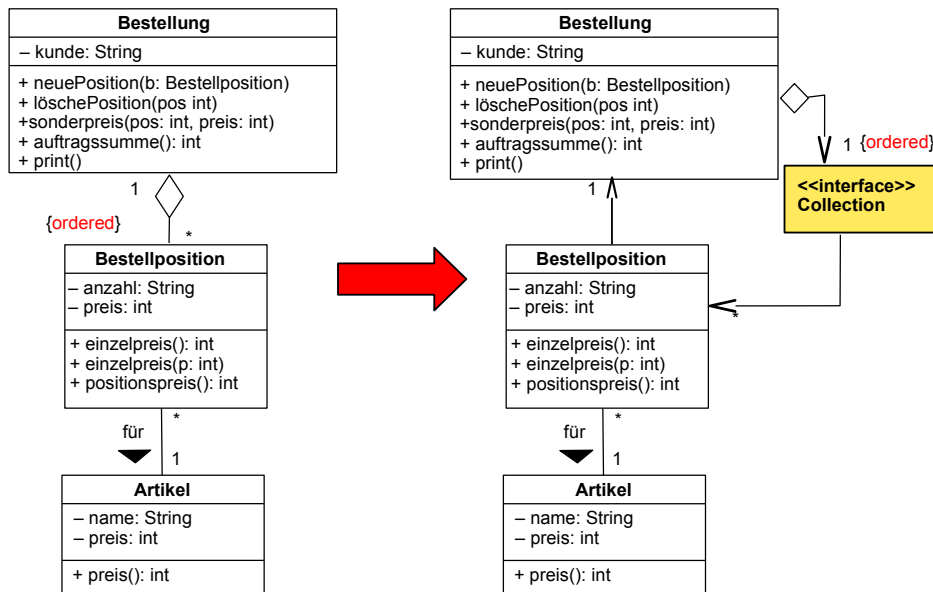 Bestellung
– kunde: String
+ neuePosition(b: Bestellposition)
+ löschePosition(pos int)
+sonderpreis(pos: int, preis: int)
+ auftragssumme(): int
+ print()
1
{ordered}
*
Bestellposition
– anzahl: String
– preis: int
+ einzelpreis(): int
+ einzelpreis(p: int)
+ positionspreis(): int
*
für
1
Artikel
– name: String
– preis: int
+ preis(): int
Bestellung
– kunde: String
+ neuePosition(b: Bestellposition)
+ löschePosition(pos int)
+sonderpreis(pos: int, preis: int)
+ auftragssumme(): int
+ print()
1 {ordered}
<<interface>>
Collection
1
*
Bestellposition
– anzahl: String
– preis: int
+ einzelpreis(): int
+ einzelpreis(p: int)
+ positionspreis(): int
*
für
1
Artikel
– name: String
– preis: int
+ preis(): int